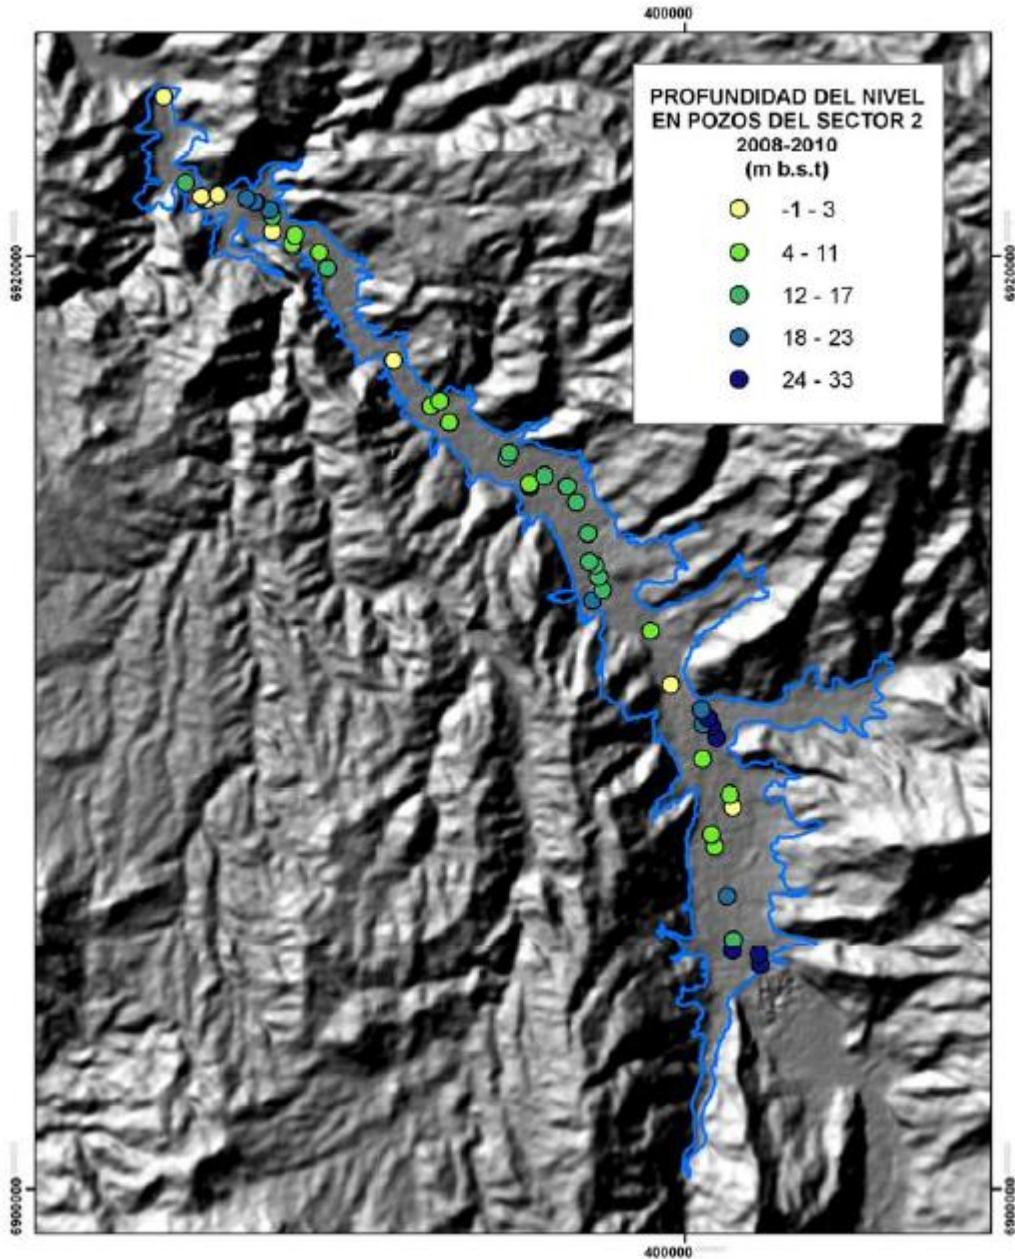 400000
PROFUNDIDAD DEL NIVEL
EN POZOS DEL SECTOR 2
2008-2010
(m b.s.t)
-1 - 3
4 - 11
12 - 17
18 - 23
24 - 33
6920000
6920000
6900000
6900000
400000